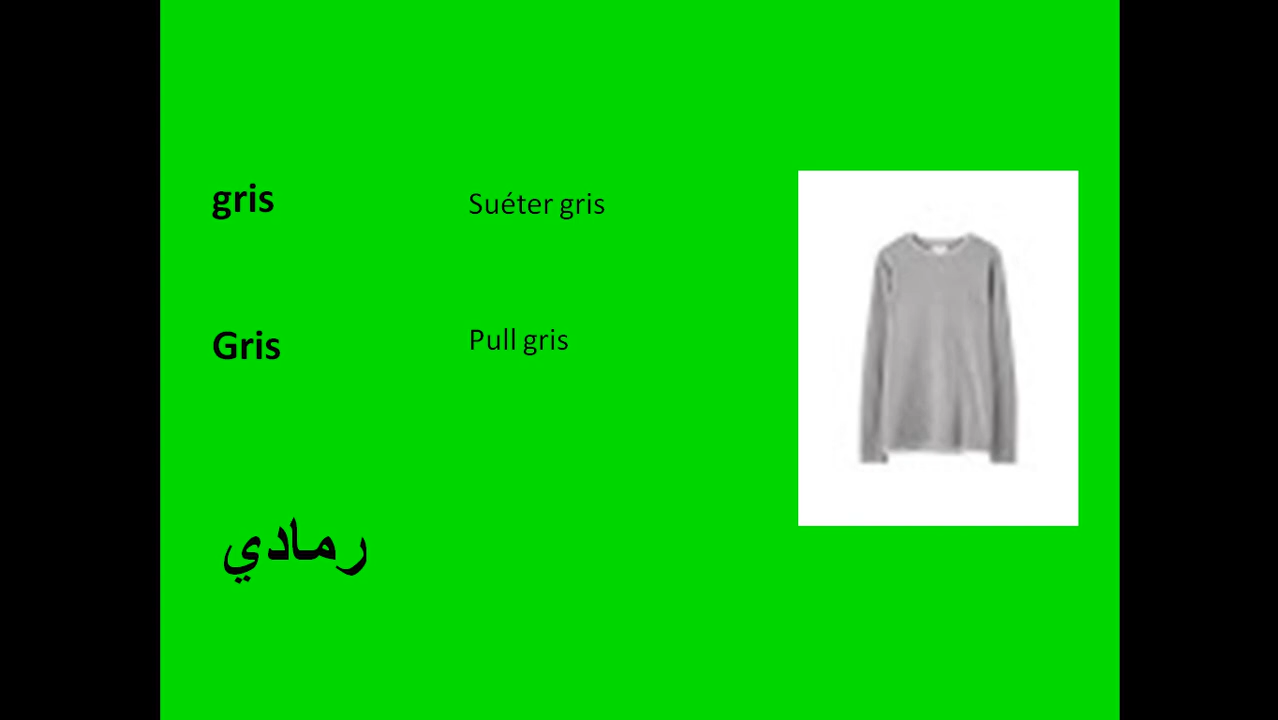 gris
Suéter gris
Gris
Pull gris
رمادي